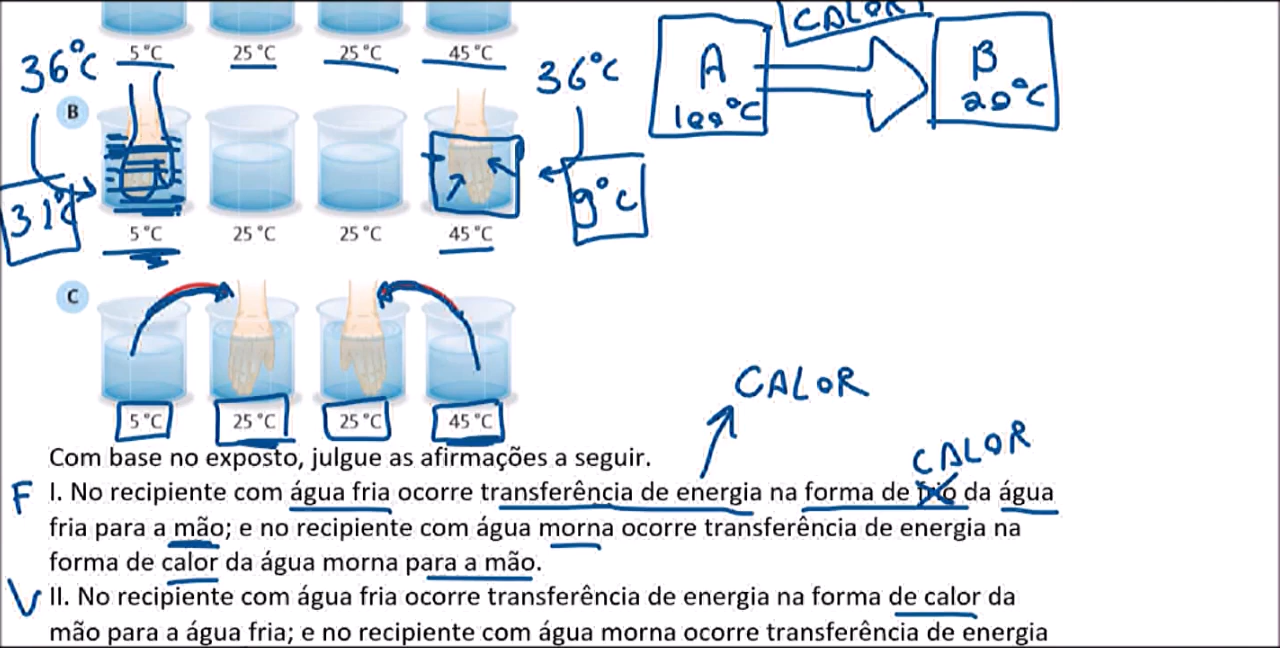 CALOR
5 °C 25 °C 25 °C 45 °C
36°C
36°C
A
100°C
B
20°C
B
31°C
9°C
5 °C 25 °C 25 °C 45 °C
C
5 °C 25 °C 25 °C 45 °C
CALOR
Com base no exposto, julgue as afirmações a seguir.
CALOR
F I. No recipiente com água fria ocorre transferência de energia na forma de frio da água
fria para a mão; e no recipiente com água morna ocorre transferência de energia na
forma de calor da água morna para a mão.
V II. No recipiente com água fria ocorre transferência de energia na forma de calor da
mão para a água fria; e no recipiente com água morna ocorre transferência de energia